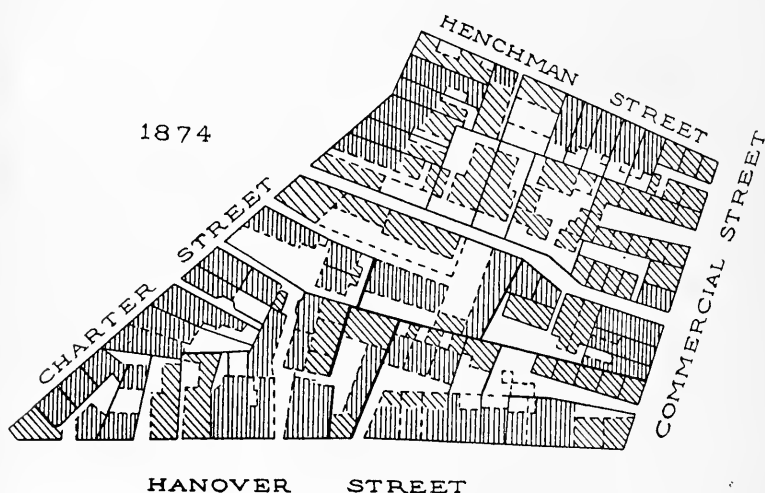 HENCHMAN STREET
1874
CHARTER STREET
COMMERCIAL STREET
HANOVER STREET